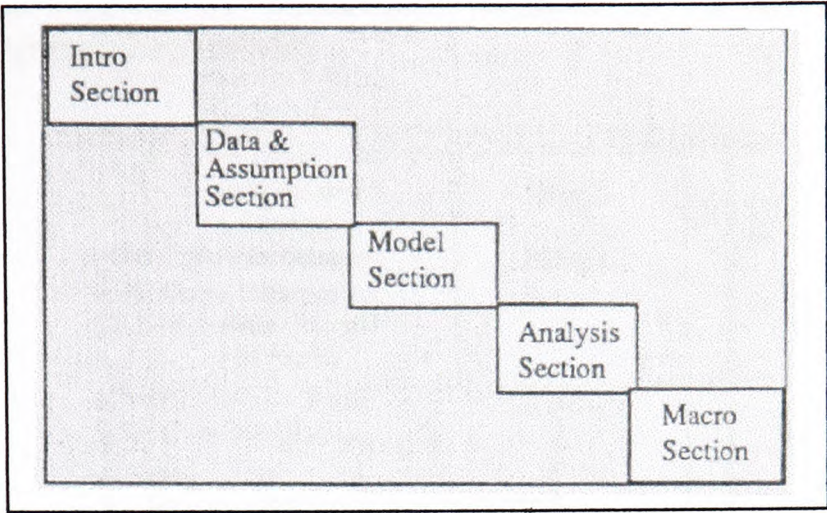 Intro
Section
Data &
Assumption
Section
Model
Section
Analysis
Section
Macro
Section